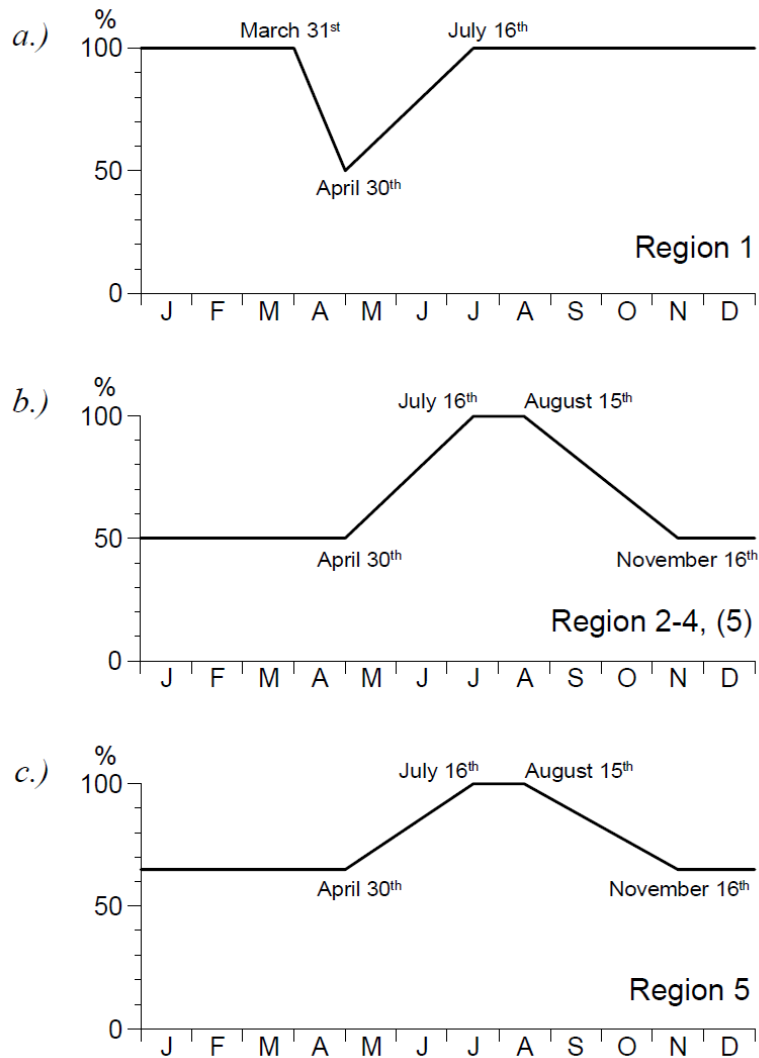 a.)
%
March 31st
July 16th
100
50
April 30th
Region 1
0
J F M A M J J A S O N D
b.)
%
July 16th
August 15th
100
50
April 30th
November 16th
Region 2-4, (5)
0
J F M A M J J A S O N D
c.)
%
July 16th
August 15th
100
April 30th
November 16th
50
Region 5
0
J F M A M J J A S O N D